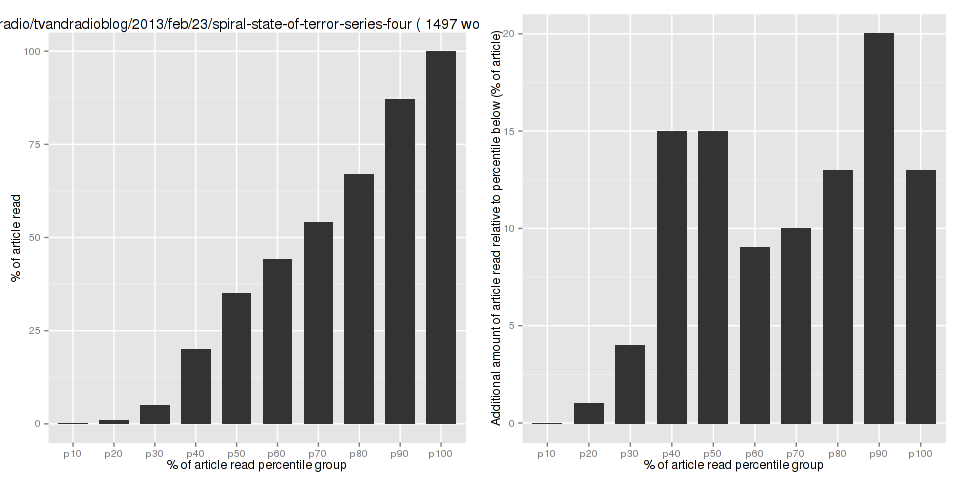 radio/tvandradioblog/2013/feb/23/spiral-state-of-terror-series-four ( 1497 wo
% of article read
100
75
50
25
0
p10 p20 p30 p40 p50 p60 p70 p80 p90 p100
% of article read percentile group
Additional amount of article read relative to percentile below (% of article)
20
15
10
5
0
p10 p20 p30 p40 p50 p60 p70 p80 p90 p100
% of article read percentile group